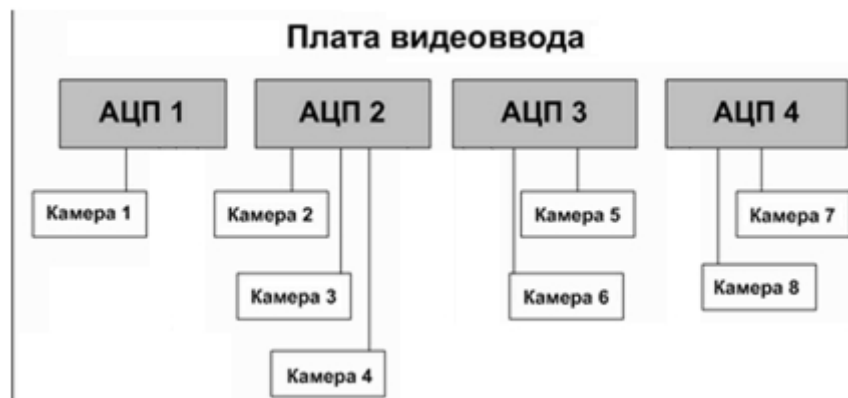 Плата видеоввода
АЦП 1
АЦП 2
АЦП 3
АЦП 4
Камера 1
Камера 2
Камера 5
Камера 7
Камера 3
Камера 6
Камера 8
Камера 4